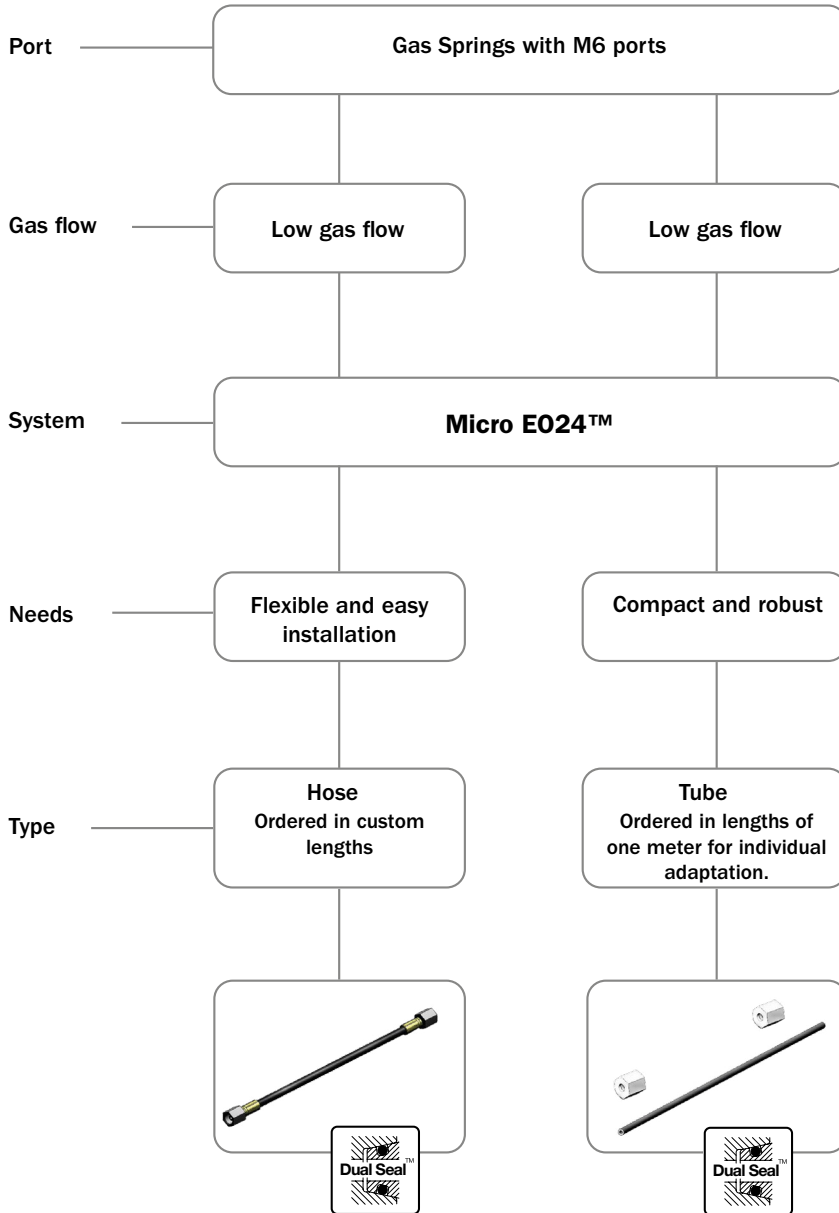 Port
Gas Springs with M6 ports
Gas flow
Low gas flow
Low gas flow
System
Micro EO24™
Needs
Flexible and easy
installation
Compact and robust
Type
Hose
Ordered in custom
lengths
Tube
Ordered in lengths of
one meter for individual
adaptation.
Dual Seal™
Dual Seal™